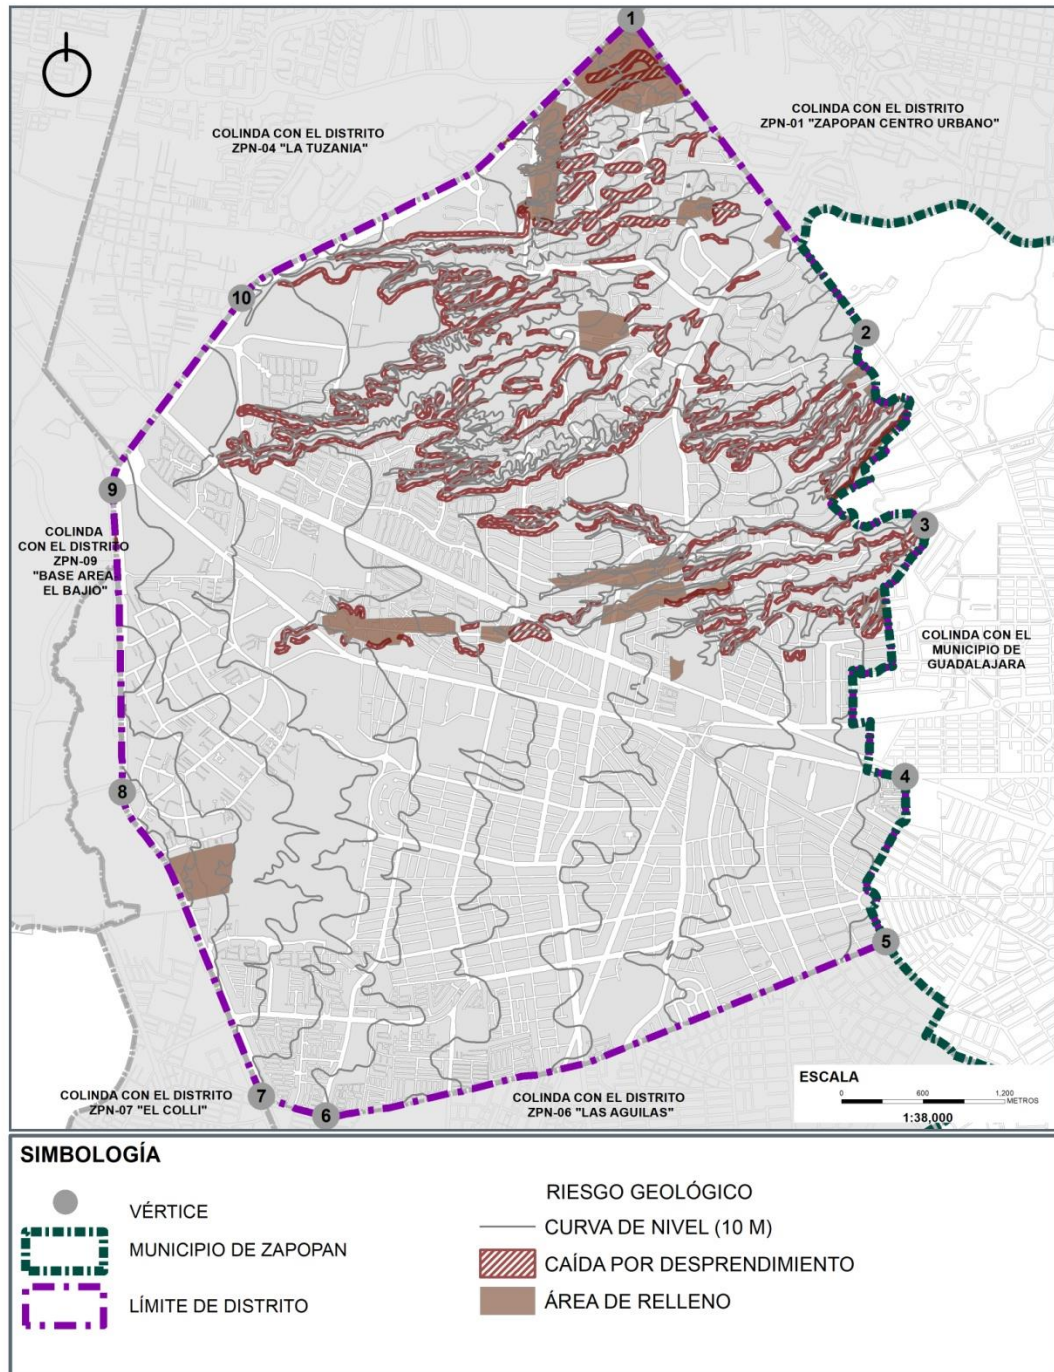 1
COLINDA CON EL DISTRITO
ZPN-04 "LA TUZANIA"
COLINDA CON EL DISTRITO
ZPN-01 "ZAPOPAN CENTRO URBANO"
10
2
9
COLINDA
CON EL DISTRITO
ZPN-09
"BASE AREA
EL BAJIO"
3
COLINDA CON EL
MUNICIPIO DE
GUADALAJARA
8
4
5
COLINDA CON EL DISTRITO
ZPN-07 "EL COLLI"
7
6
COLINDA CON EL DISTRITO
ZPN-06 "LAS AGUILAS"
ESCALA
0 600 1,200
METROS
1:38,000
SIMBOLOGÍA
VÉRTICE
MUNICIPIO DE ZAPOPAN
LÍMITE DE DISTRITO
RIESGO GEOLÓGICO
CURVA DE NIVEL (10 M)
CAÍDA POR DESPRENDIMIENTO
ÁREA DE RELLENO